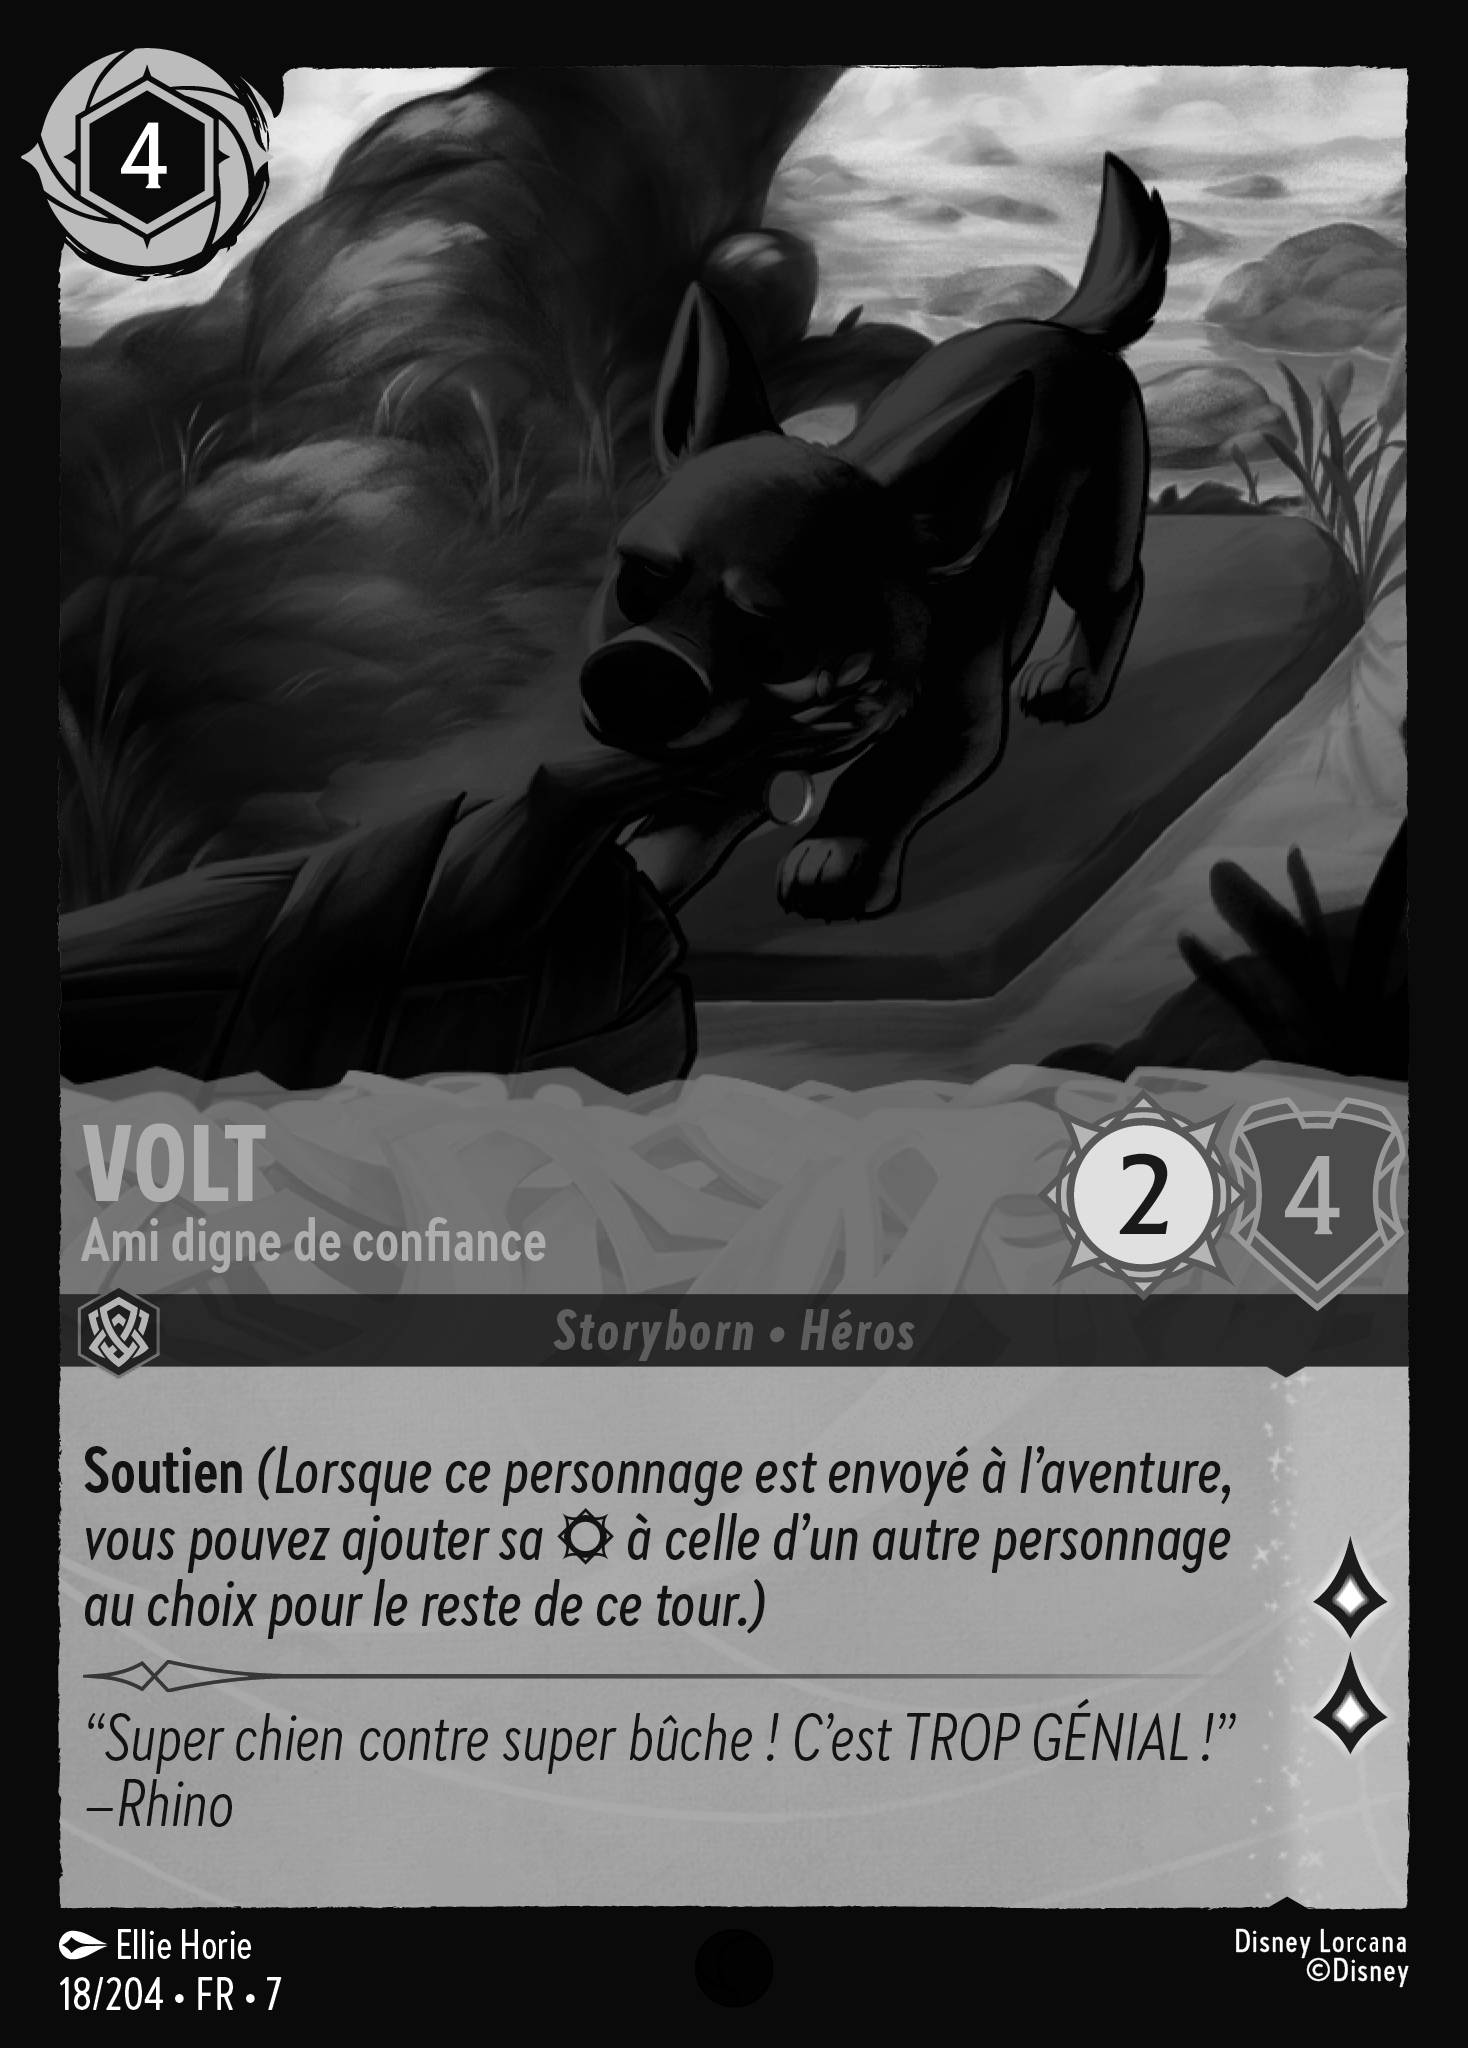 4
VOLT
Ami digne de confiance
2
4
Storyborn • Héros
Soutien (Lorsque ce personnage est envoyé à l’aventure,
vous pouvez ajouter sa à celle d’un autre personnage
au choix pour le reste de ce tour.)
“Super chien contre super bûche ! C’est TROP GÉNIAL !”
–Rhino
Ellie Horie
18/204 • FR • 7
Disney Lorcana
©Disney